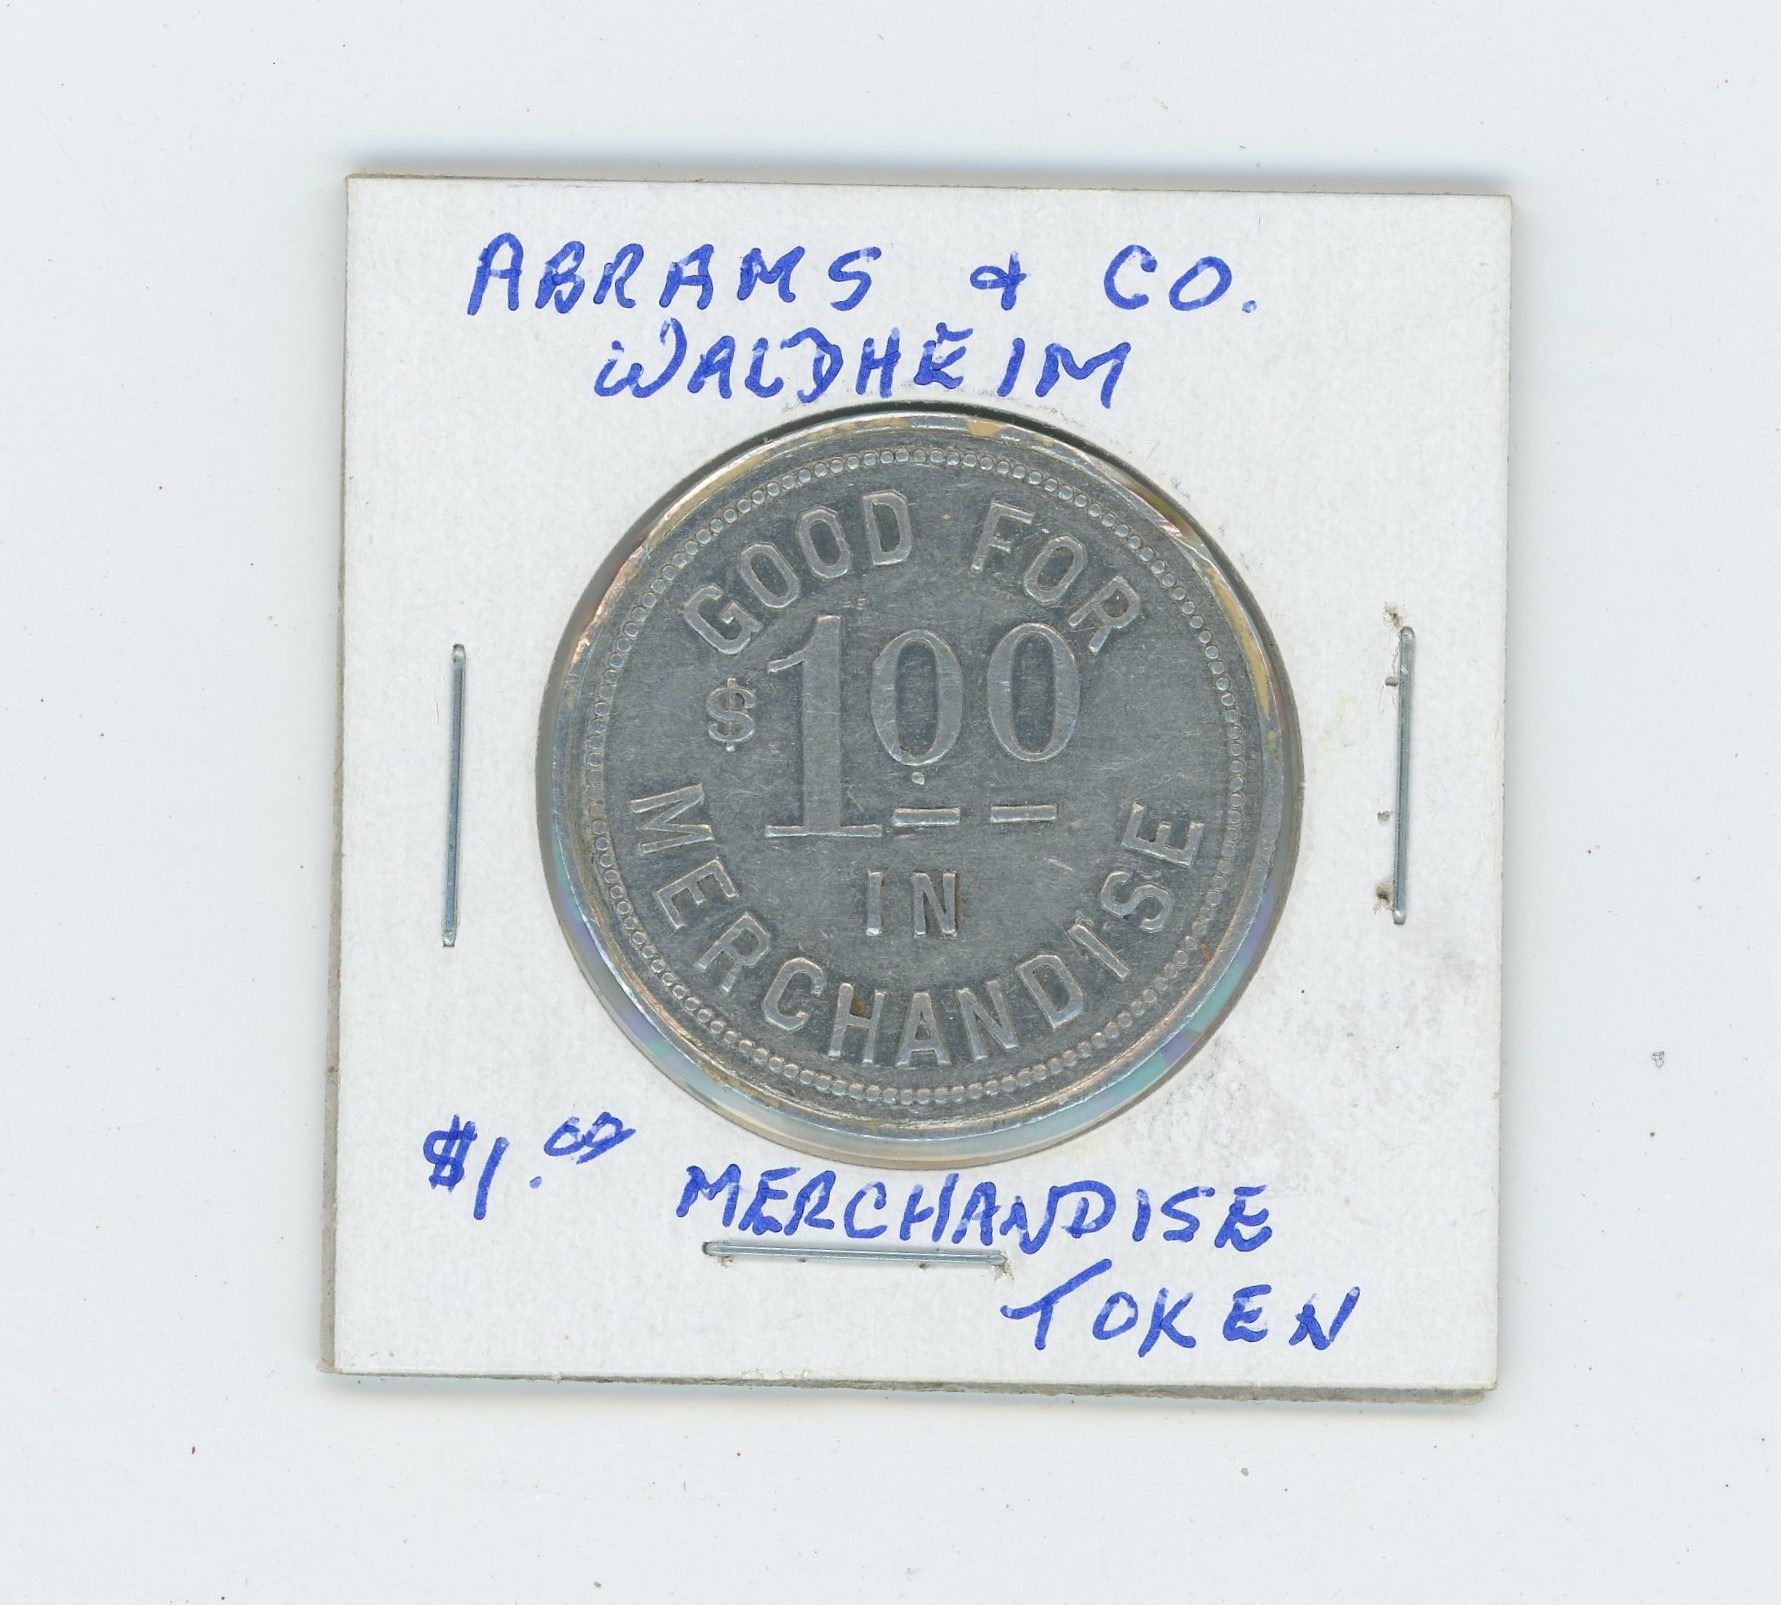 ABRAMS & CO.
WALDHEIM
GOOD FOR
$1.00
IN
MERCHANDISE
$1.00 MERCHANDISE
TOKEN